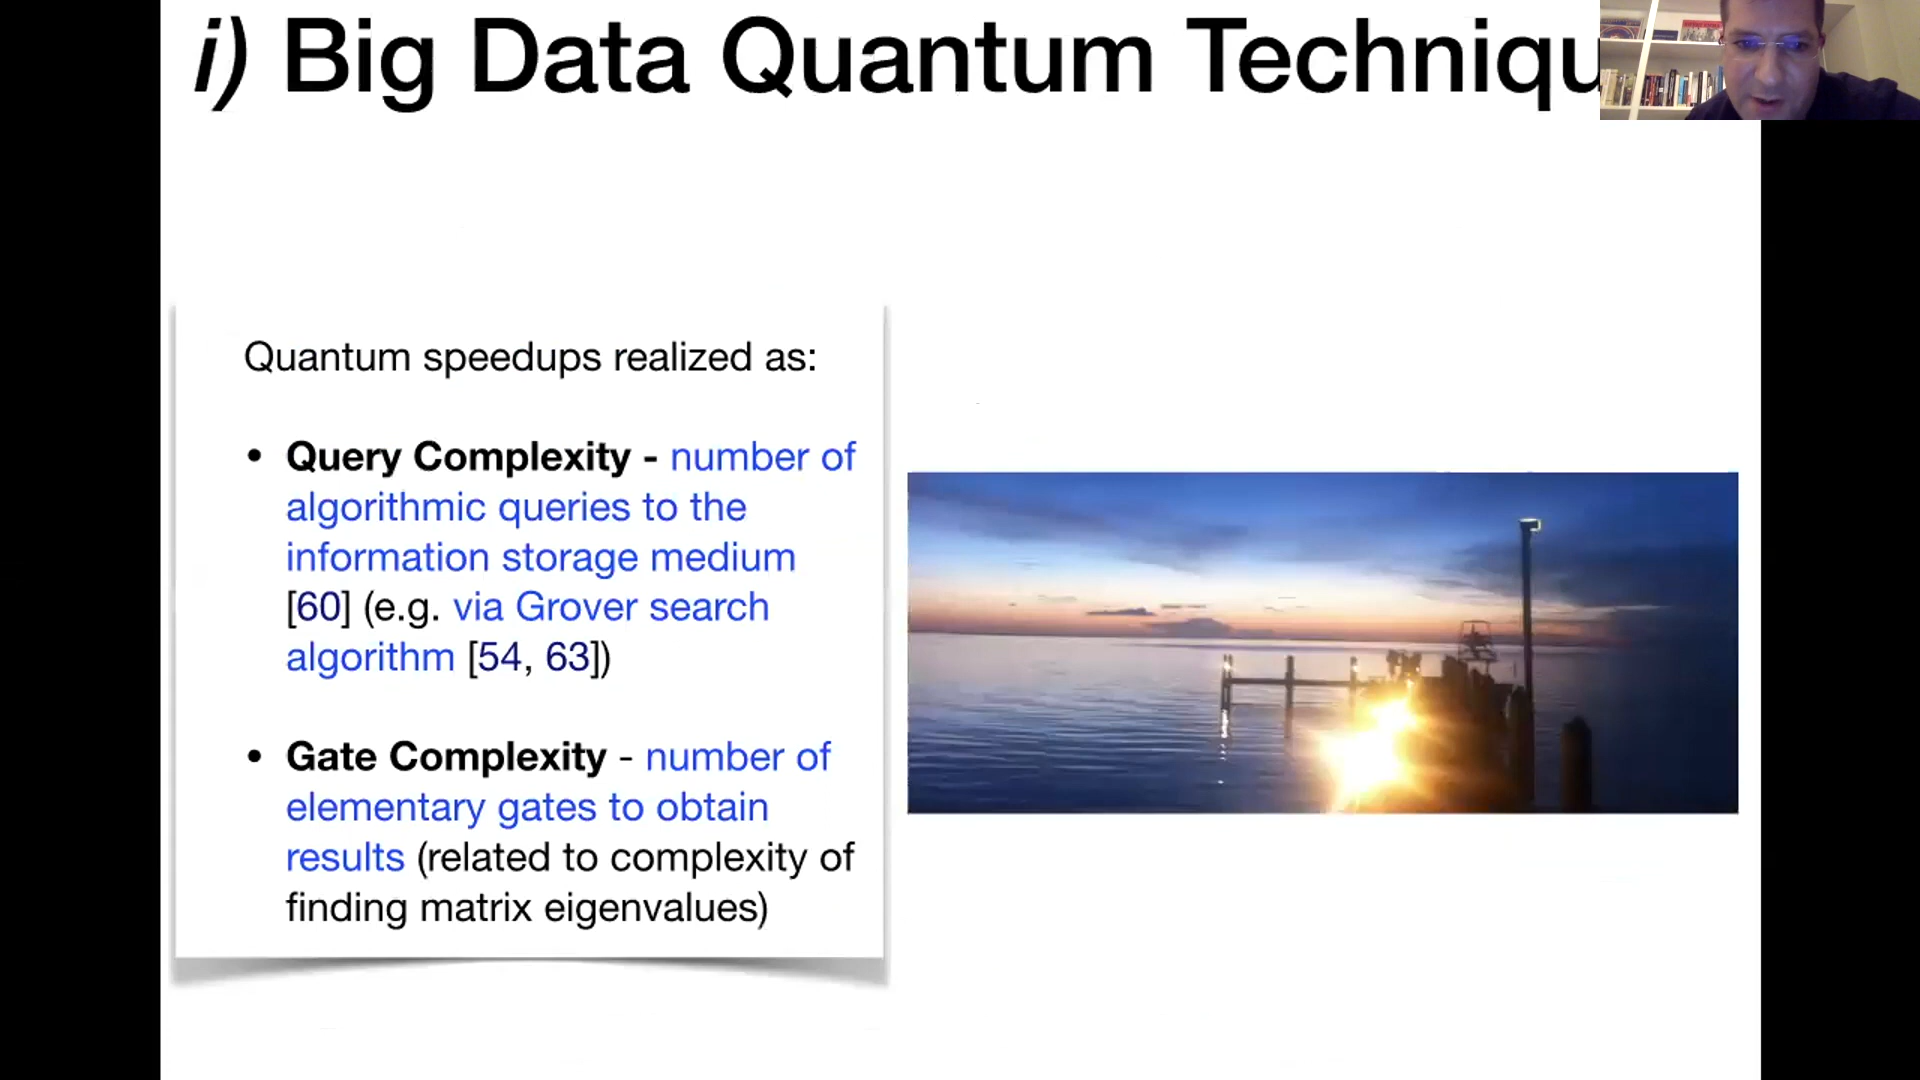 i) Big Data Quantum Techniqu
Quantum speedups realized as:
• Query Complexity - number of
algorithmic queries to the
information storage medium
[60] (e.g. via Grover search
algorithm [54, 63])
• Gate Complexity - number of
elementary gates to obtain
results (related to complexity of
finding matrix eigenvalues)